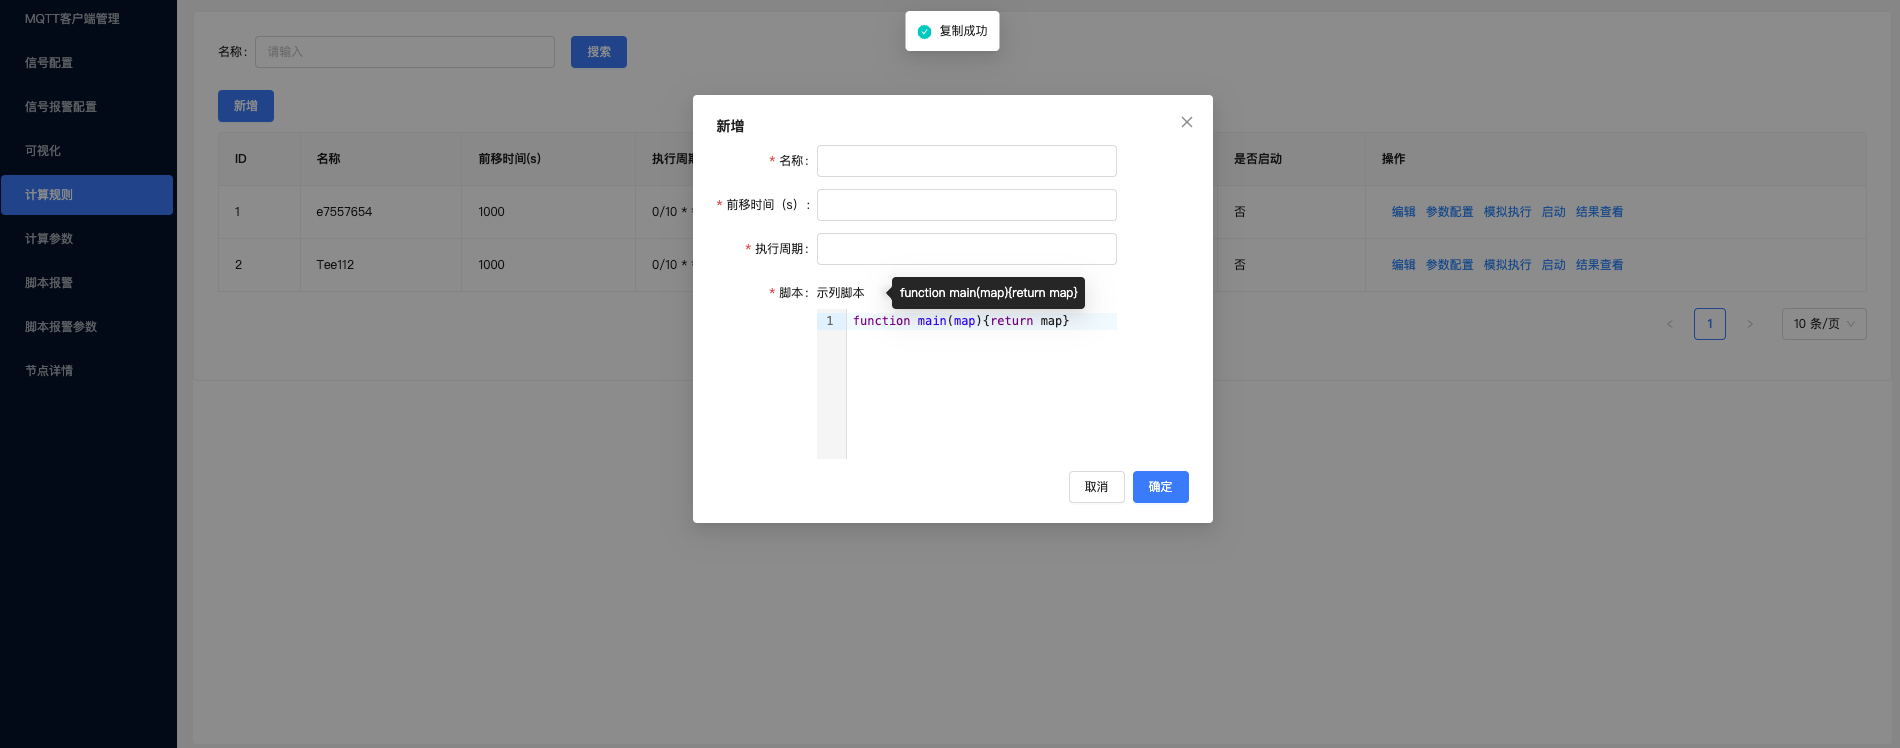 MQTT客户端管理
信号配置
信号报警配置
可视化
计算规则
计算参数
脚本报警
脚本报警参数
节点详情
复制成功
名称: 请输入 搜索
新增
ID 名称 前移时间(s) 执行周期 是否启动 操作
1 e7557654 1000 0/10 * 否 编辑 参数配置 模拟执行 启动 结果查看
2 Tee112 1000 0/10 * 否 编辑 参数配置 模拟执行 启动 结果查看
< 1 > 10 条/页
新增
* 名称:
* 前移时间（s）:
* 执行周期:
* 脚本: 示列脚本 function main(map){return map}
1 function main(map){return map}
取消 确定